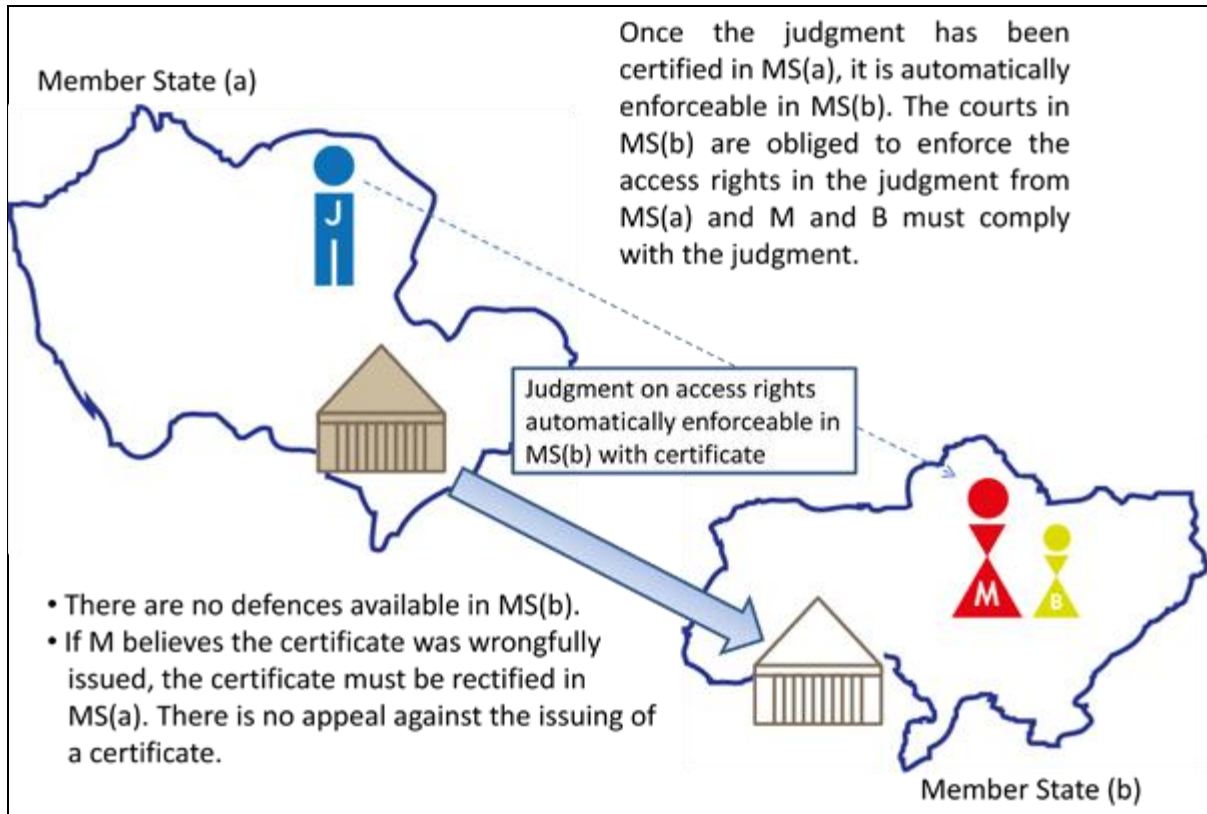 Member State (a)
Once the judgment has been
certified in MS(a), it is automatically
enforceable in MS(b). The courts in
MS(b) are obliged to enforce the
access rights in the judgment from
MS(a) and M and B must comply
with the judgment.
J
Judgment on access rights
automatically enforceable in
MS(b) with certificate
M
B
• There are no defences available in MS(b).
• If M believes the certificate was wrongfully
issued, the certificate must be rectified in
MS(a). There is no appeal against the issuing of
a certificate.
Member State (b)